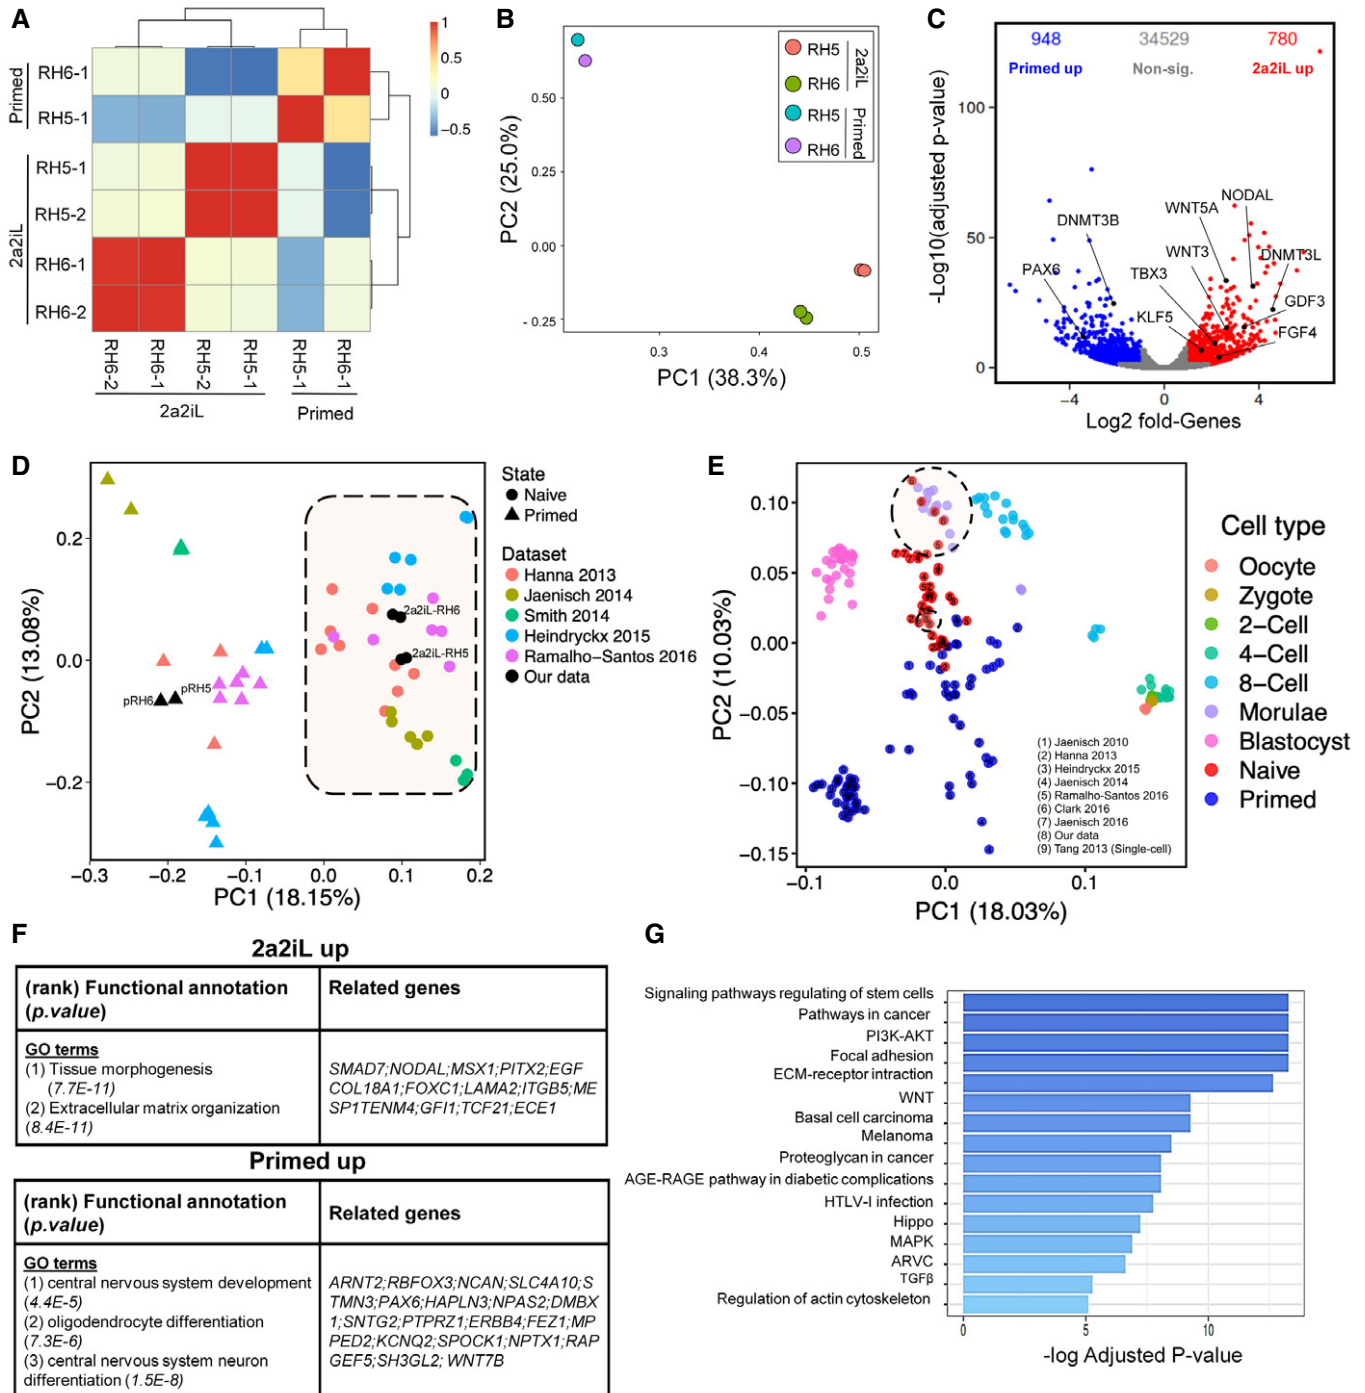 A
Primed
2a2iL
RH6-1
RH5-1
RH5-1
RH5-2
RH6-1
RH6-2
RH6-2
RH6-1
RH5-2
RH5-1
RH5-1
RH6-1
2a2iL
Primed
1
0.5
0
−0.5
B
PC2 (25.0%)
0.50
0.25
0.00
- 0.25
0.3
0.4
0.5
PC1 (38.3%)
RH5
RH6
RH5
RH6
2a2iL
Primed
C
948
34529
780
Primed up
Non-sig.
2a2iL up
-Log10(adjusted p-value)
100
50
0
−4
0
4
Log2 fold-Genes
NODAL
WNT5A
DNMT3B
WNT3
DNMT3L
PAX6
TBX3
GDF3
KLF5
FGF4
D
PC2 (13.08%)
0.2
0.0
−0.2
−0.3
−0.2
−0.1
0.0
0.1
0.2
PC1 (18.15%)
2a2iL-RH6
2a2iL-RH5
pRH6
pRH5
State
Naive
Primed
Dataset
Hanna 2013
Jaenisch 2014
Smith 2014
Heindryckx 2015
Ramalho−Santos 2016
Our data
E
PC2 (10.03%)
0.10
0.05
0.00
−0.05
−0.10
−0.15
−0.1
0.0
0.1
PC1 (18.03%)
(1) Jaenisch 2010
(2) Hanna 2013
(3) Heindryckx 2015
(4) Jaenisch 2014
(5) Ramalho-Santos 2016
(6) Clark 2016
(7) Jaenisch 2016
(8) Our data
(9) Tang 2013 (Single-cell)
Cell type
Oocyte
Zygote
2−Cell
4−Cell
8−Cell
Morulae
Blastocyst
Naive
Primed
F
2a2iL up
(rank) Functional annotation
(p.value)
Related genes
GO terms
(1) Tissue morphogenesis
(7.7E-11)
(2) Extracellular matrix organization
(8.4E-11)
SMAD7;NODAL;MSX1;PITX2;EGF
COL18A1;FOXC1;LAMA2;ITGB5;ME
SP1TENM4;GFI1;TCF21;ECE1
Primed up
(rank) Functional annotation
(p.value)
Related genes
GO terms
(1) central nervous system development
(4.4E-5)
(2) oligodendrocyte differentiation
(7.3E-6)
(3) central nervous system neuron
differentiation (1.5E-8)
ARNT2;RBFOX3;NCAN;SLC4A10;S
TMN3;PAX6;HAPLN3;NPAS2;DMBX
1;SNTG2;PTPRZ1;ERBB4;FEZ1;MP
PED2;KCNQ2;SPOCK1;NPTX1;RAP
GEF5;SH3GL2; WNT7B
G
Signaling pathways regulating of stem cells
Pathways in cancer
PI3K-AKT
Focal adhesion
ECM-receptor intraction
WNT
Basal cell carcinoma
Melanoma
Proteoglycan in cancer
AGE-RAGE pathway in diabetic complications
HTLV-I infection
Hippo
MAPK
ARVC
TGFβ
Regulation of actin cytoskeleton
0
5
10
-log Adjusted P-value